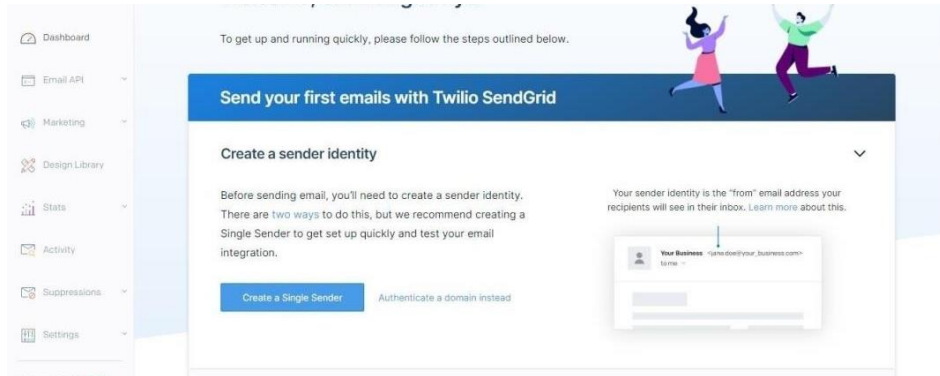 Dashboard
Email API
Marketing
Design Library
Stats
Activity
Suppressions
Settings
To get up and running quickly, please follow the steps outlined below.
Send your first emails with Twilio SendGrid
Create a sender identity
Before sending email, you'll need to create a sender identity.
There are two ways to do this, but we recommend creating a
Single Sender to get set up quickly and test your email
integration.
Create a Single Sender
Authenticate a domain instead
Your sender identity is the "from" email address your
recipients will see in their inbox. Learn more about this.
Your Business <janedoe@your_business.com>
to me